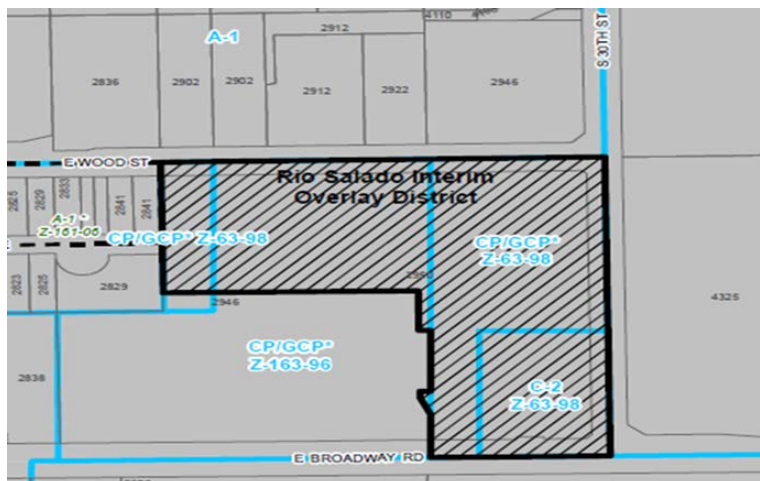 4110
2912
A-1
S 30TH ST
2836
2902
2902
2912
2922
2946
E WOOD ST
Rio Salado Interim
Overlay District
2825
2829
2833
2841
2841
A-1 *
Z-161-06
CP/GCP* Z-63-98
CP/GCP*
Z-63-98
2823
2825
2829
2946
4325
CP/GCP*
Z-163-96
2838
C-2
Z-63-98
E BROADWAY RD